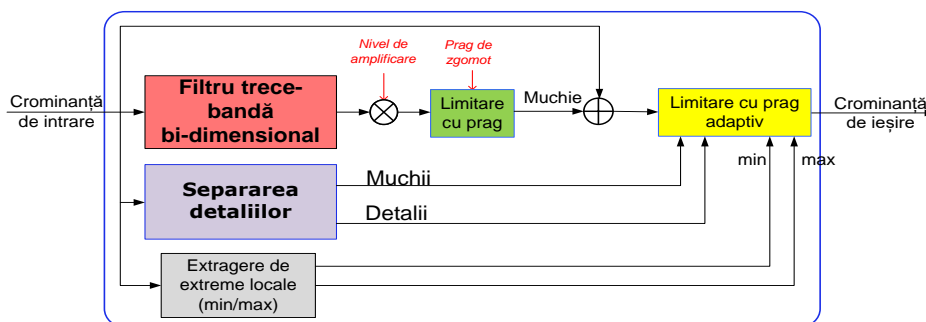 Nivel de
amplificare
Prag de
zgomot
Crominanță
de intrare
Filtru trece-
bandă
bi-dimensional
Limitare
cu prag
Muchie
Limitare cu prag
adaptiv
Crominanță
de ieșire
min
max
Separarea
detaliilor
Muchii
Detalii
Extragere de
extreme locale
(min/max)